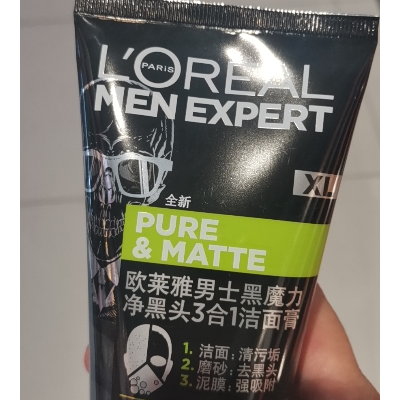 L'ORÉAL
PARIS
MEN EXPERT
XL
全新
PURE
& MATTE
欧莱雅男士黑魔力
净黑头3合1洁面膏
1. 洁面:清污垢
2. 磨砂:去黑头
3. 泥膜:强吸附